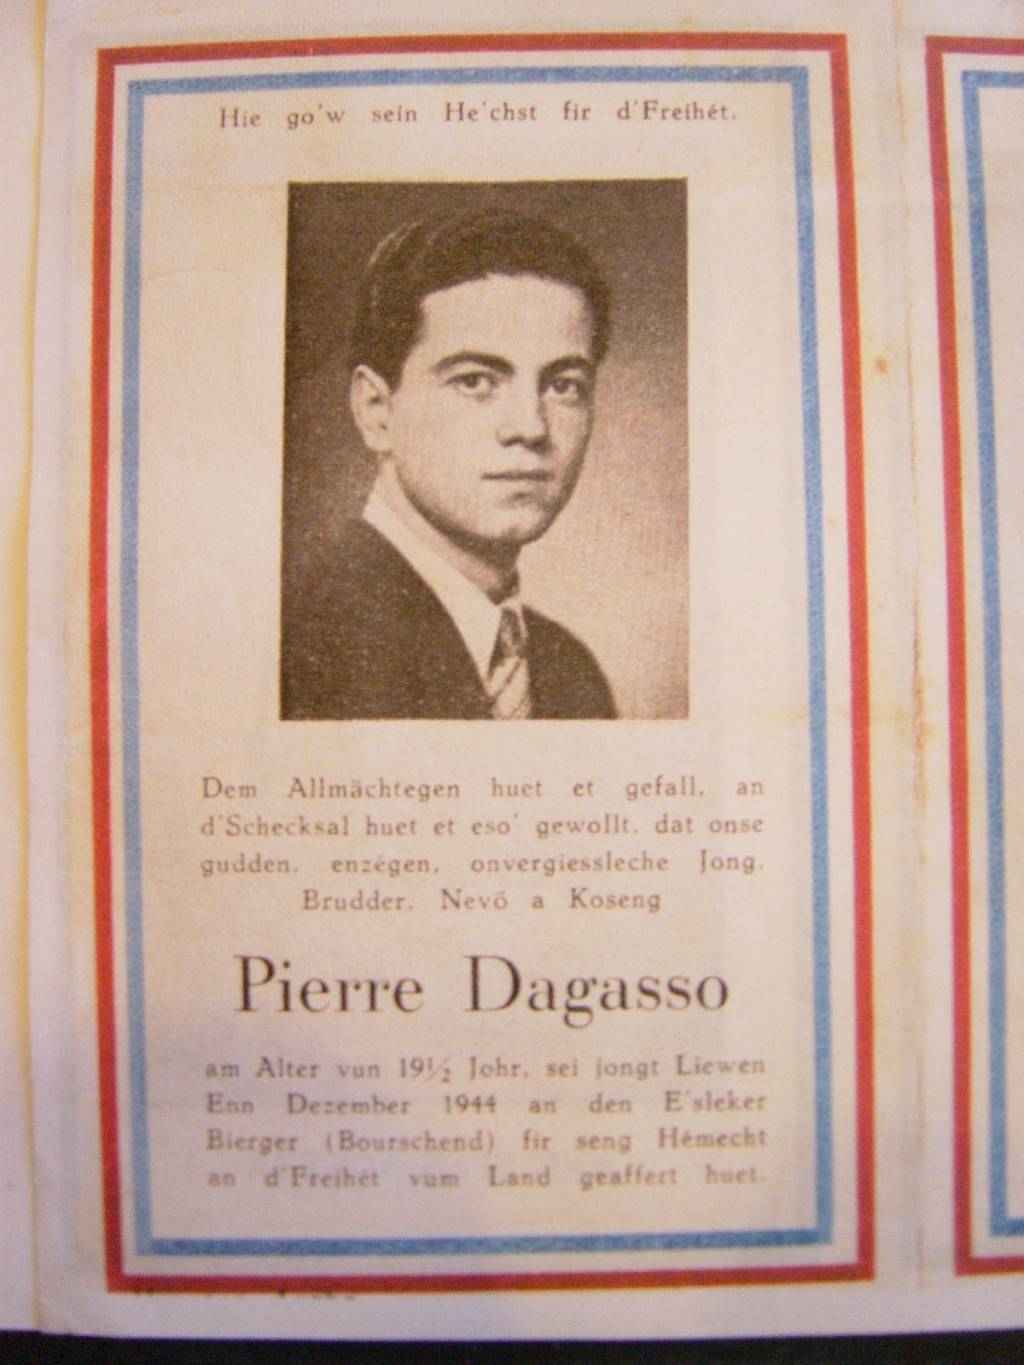 Hie go'w sein He'chst fir d'Freihét.
Dem Allmächtegen huet et gefall, an
d'Schecksal huet et eso' gewollt, dat onse
gudden, enzégen, onvergiessleche Jong,
Brudder, Nevö a Koseng
Pierre Dagasso
am Alter vun 19½ Johr, sei jongt Liewen
Enn Dezember 1944 an den E'sleker
Bierger (Bourschend) fir seng Hémecht
an d'Freihét vum Land geaffert huet.